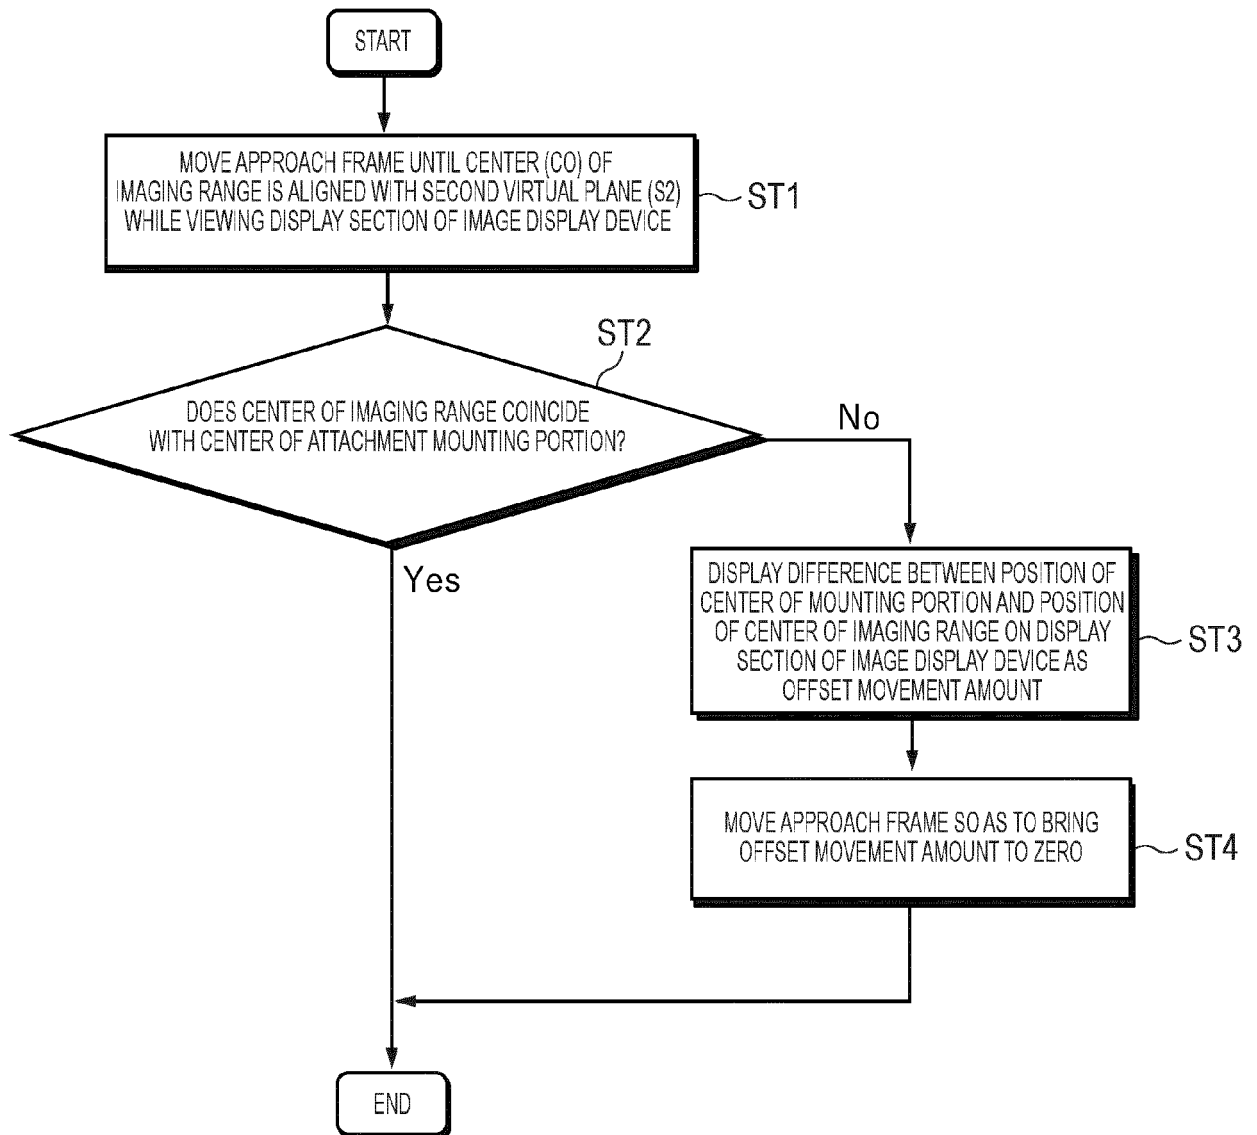 START
MOVE APPROACH FRAME UNTIL CENTER (CO) OF
IMAGING RANGE IS ALIGNED WITH SECOND VIRTUAL PLANE (S2)
WHILE VIEWING DISPLAY SECTION OF IMAGE DISPLAY DEVICE
ST1
ST2
DOES CENTER OF IMAGING RANGE COINCIDE
WITH CENTER OF ATTACHMENT MOUNTING PORTION?
No
Yes
DISPLAY DIFFERENCE BETWEEN POSITION OF
CENTER OF MOUNTING PORTION AND POSITION
OF CENTER OF IMAGING RANGE ON DISPLAY
SECTION OF IMAGE DISPLAY DEVICE AS
OFFSET MOVEMENT AMOUNT
ST3
MOVE APPROACH FRAME SO AS TO BRING
OFFSET MOVEMENT AMOUNT TO ZERO
ST4
END